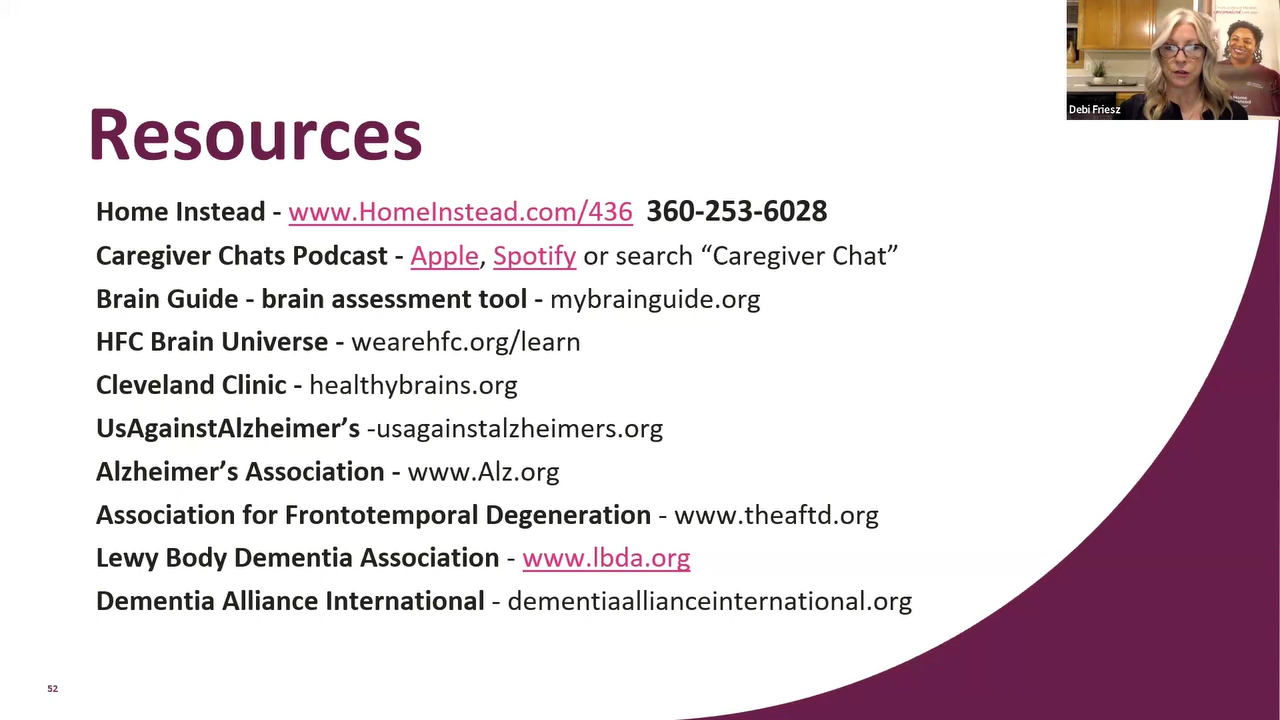 Debi Friesz
Resources
Home Instead - www.HomeInstead.com/436 360-253-6028
Caregiver Chats Podcast - Apple, Spotify or search “Caregiver Chat”
Brain Guide - brain assessment tool - mybrainguide.org
HFC Brain Universe - wearehfc.org/learn
Cleveland Clinic - healthybrains.org
UsAgainstAlzheimer’s -usagainstalzheimers.org
Alzheimer’s Association - www.Alz.org
Association for Frontotemporal Degeneration - www.theaftd.org
Lewy Body Dementia Association - www.lbda.org
Dementia Alliance International - dementiaallianceinternational.org
52